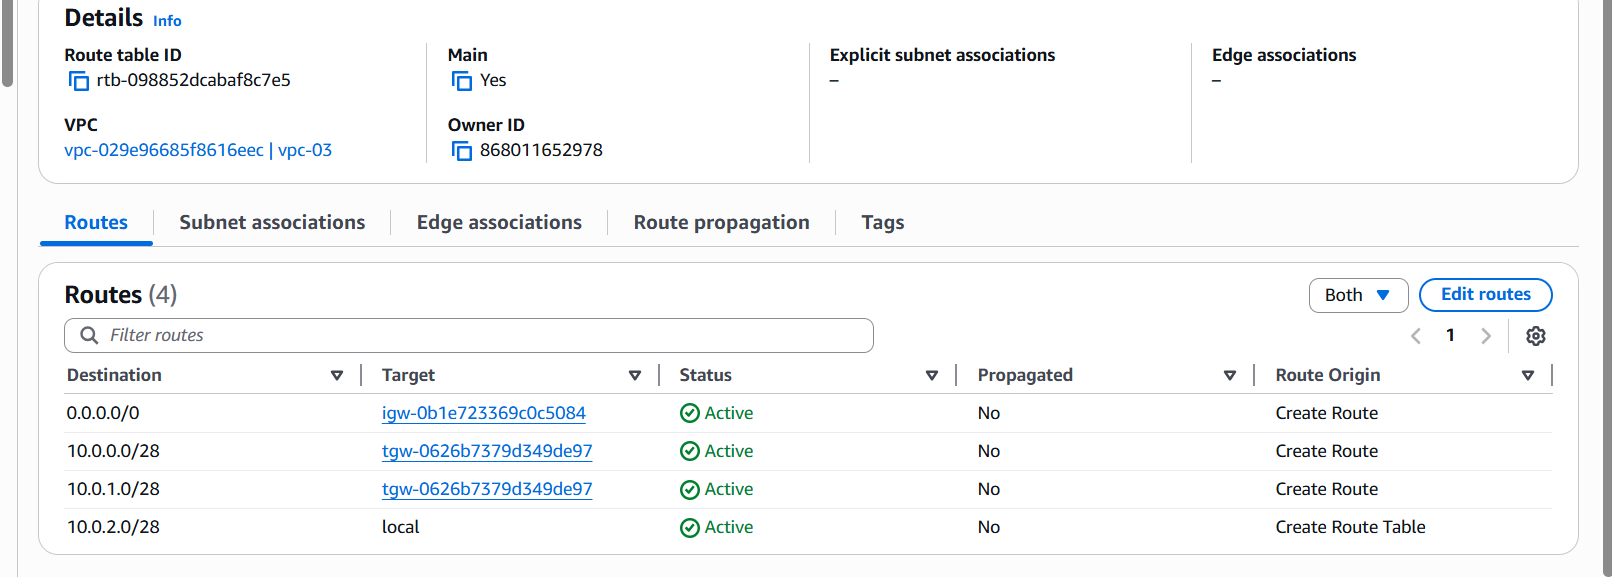 Details Info
Route table ID
rtb-098852dcabaf8c7e5
Main
Yes
Explicit subnet associations
–
Edge associations
–
VPC
vpc-029e96685f8616eec | vpc-03
Owner ID
868011652978
Routes Subnet associations Edge associations Route propagation Tags
Routes (4)
Both Edit routes
Filter routes
1
Destination Target Status Propagated Route Origin
0.0.0.0/0 igw-0b1e723369c0c5084 Active No Create Route
10.0.0.0/28 tgw-0626b7379d349de97 Active No Create Route
10.0.1.0/28 tgw-0626b7379d349de97 Active No Create Route
10.0.2.0/28 local Active No Create Route Table